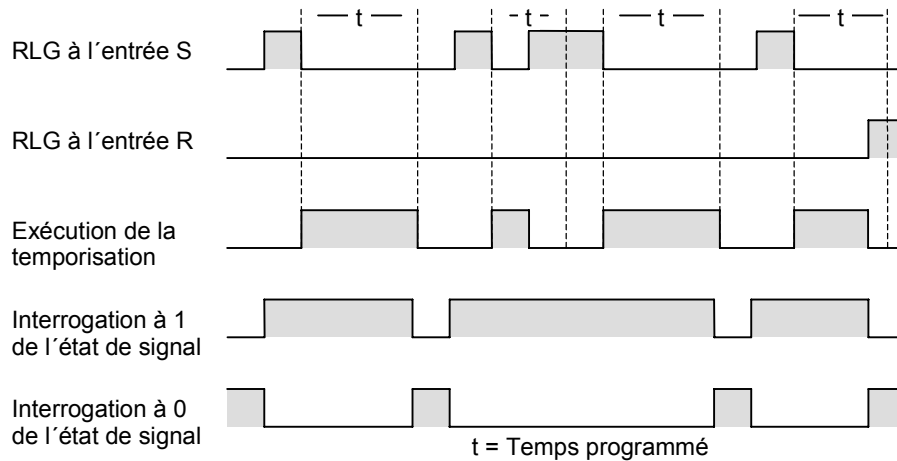 t t t t
RLG à l´entrée S
RLG à l´entrée R
Exécution de la
temporisation
Interrogation à 1
de l´état de signal
Interrogation à 0
de l´état de signal
t = Temps programmé